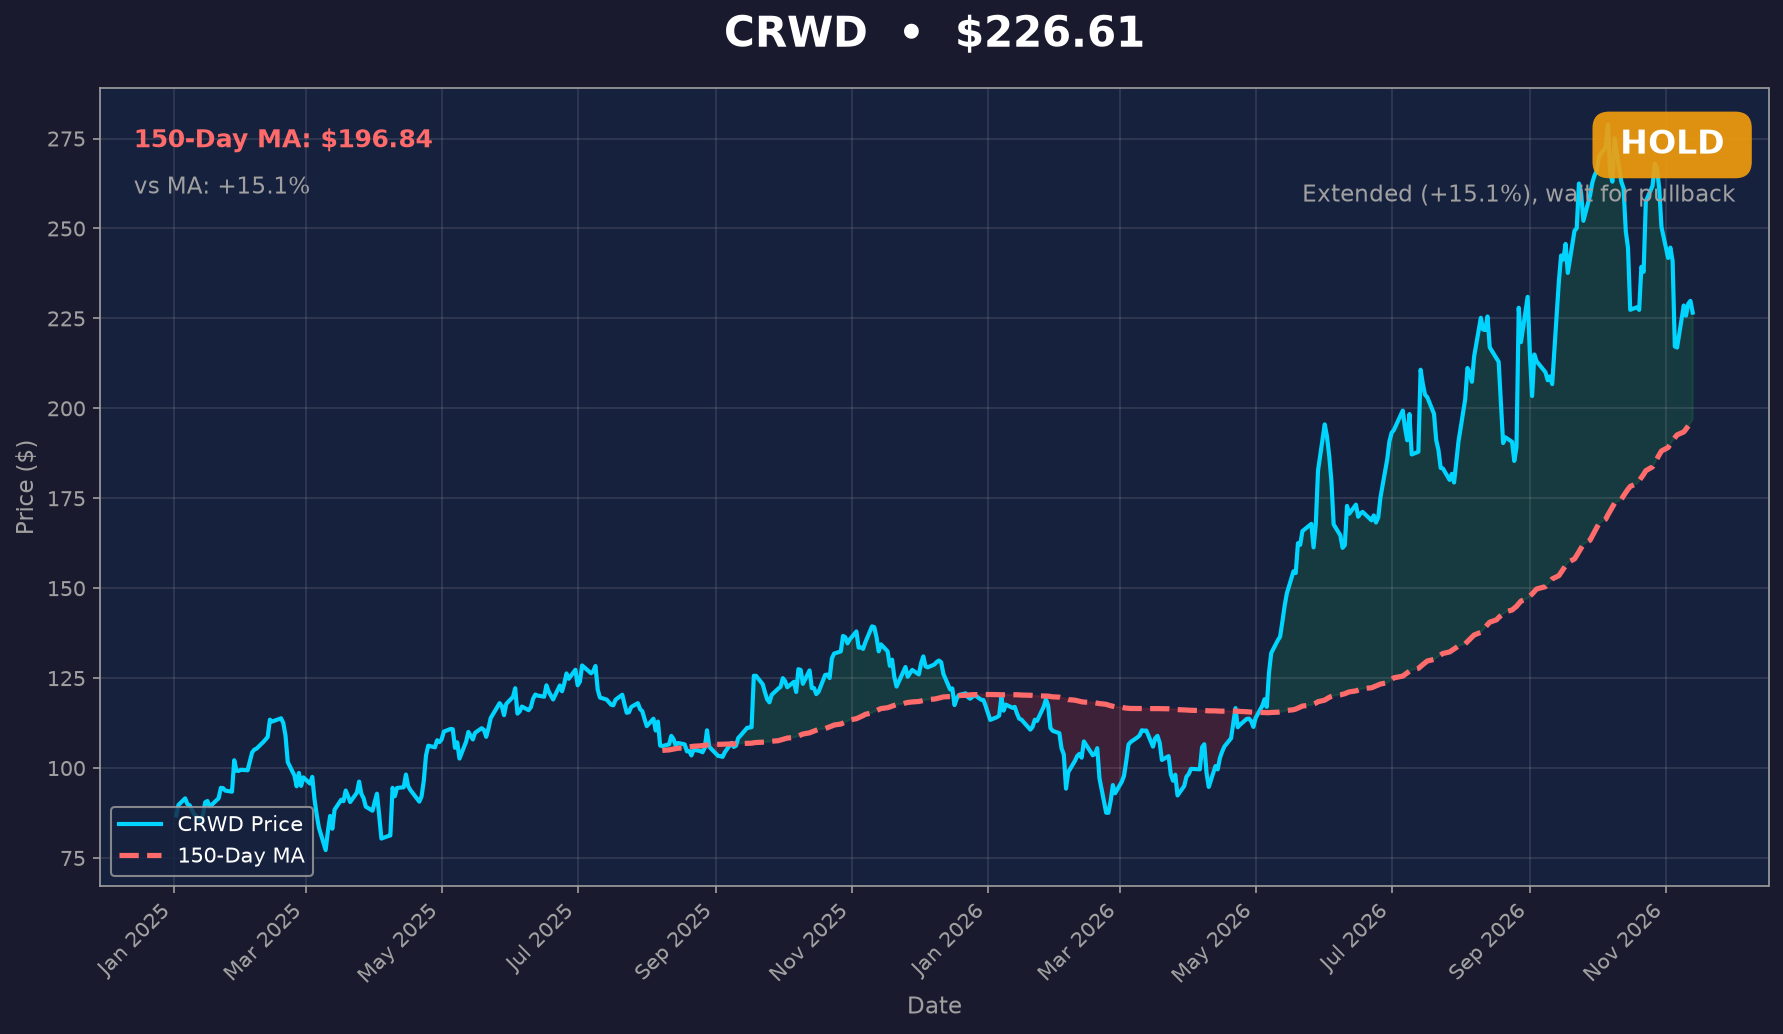 CRWD • $226.61
150-Day MA: $196.84
vs MA: +15.1%
HOLD
Extended (+15.1%), wait for pullback
Price ($)
275
250
225
200
175
150
125
100
75
CRWD Price
150-Day MA
Jan 2025
Mar 2025
May 2025
Jul 2025
Sep 2025
Nov 2025
Jan 2026
Mar 2026
May 2026
Jul 2026
Sep 2026
Nov 2026
Date